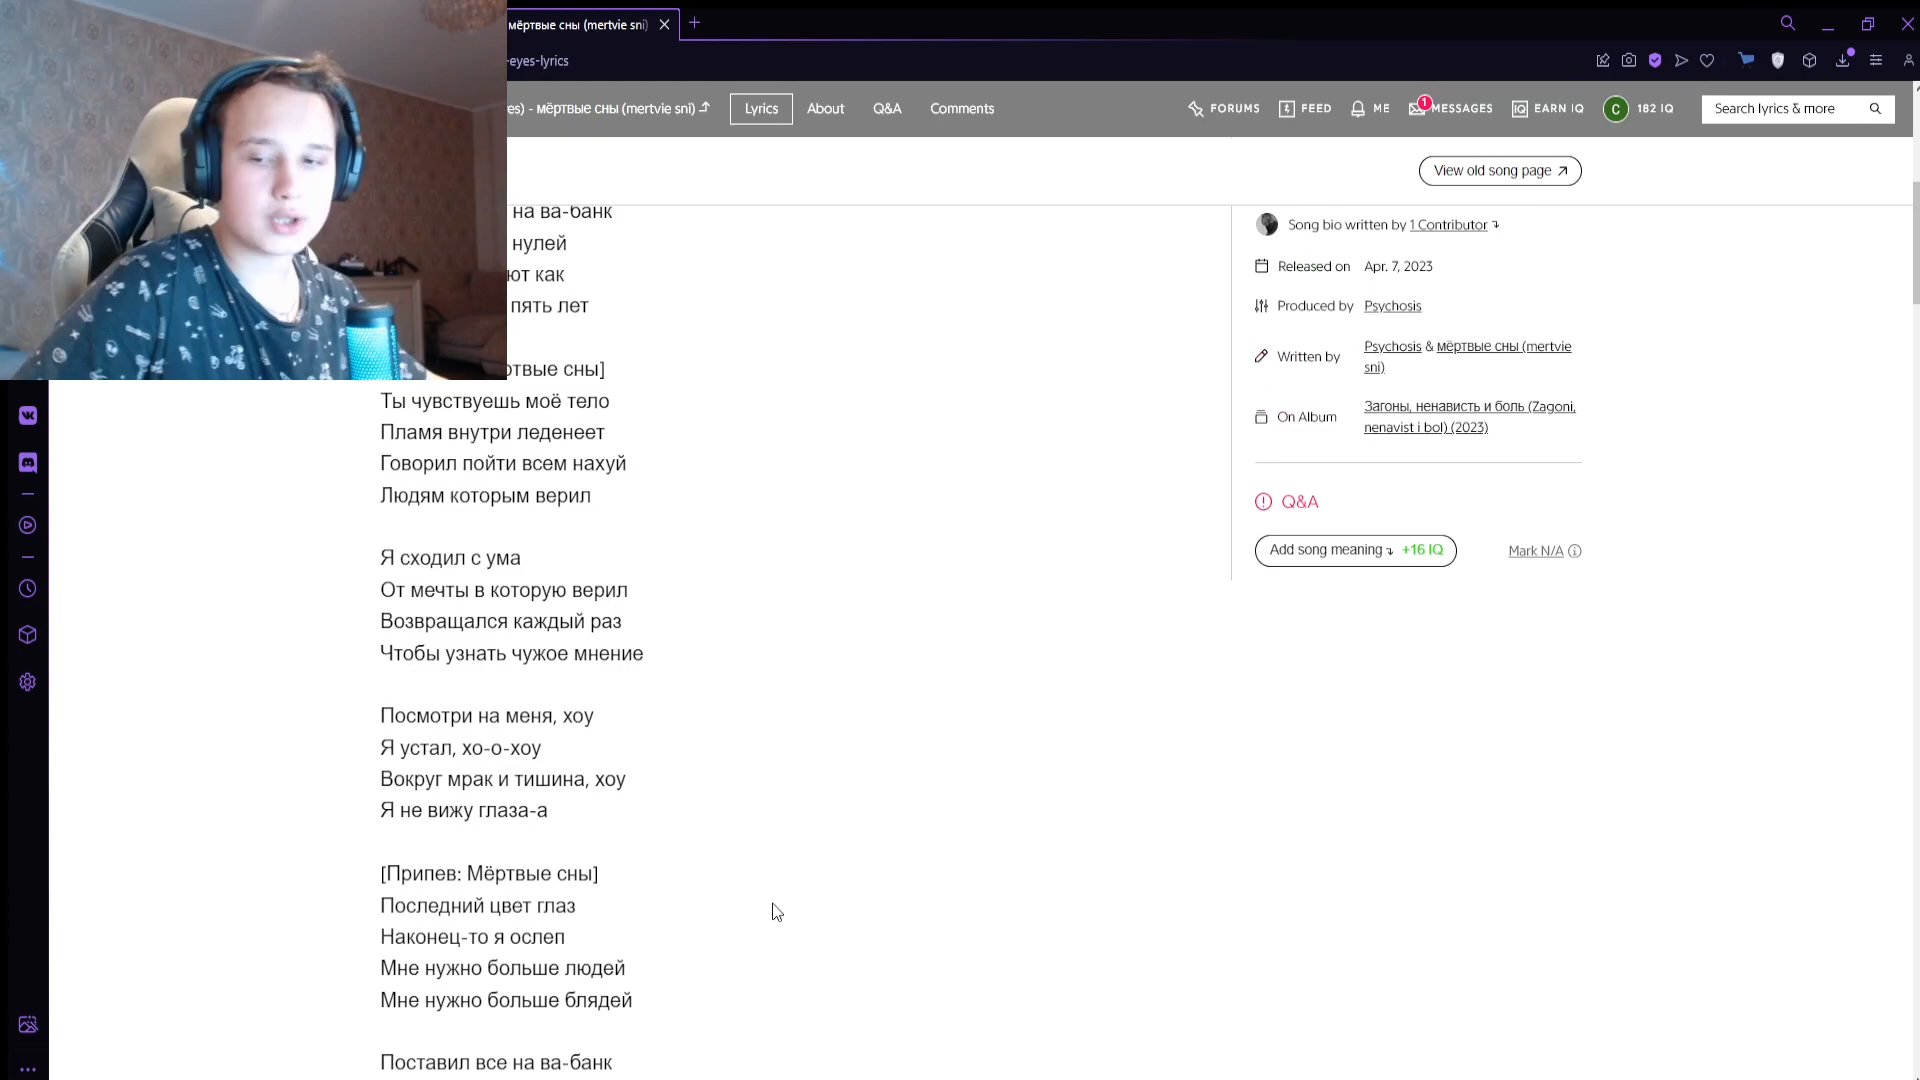 мёртвые сны (mertvie sni)
-eyes-lyrics
es) - мёртвые сны (mertvie sni)
Lyrics
About
Q&A
Comments
FORUMS
FEED
ME
1
MESSAGES
IQ
EARN IQ
C
182 IQ
Search lyrics & more
View old song page
на ва-банк
нулей
ют как
пять лет
ртвые сны]
Ты чувствуешь моё тело
Пламя внутри леденеет
Говорил пойти всем нахуй
Людям которым верил
Я сходил с ума
От мечты в которую верил
Возвращался каждый раз
Чтобы узнать чужое мнение
Посмотри на меня, хоу
Я устал, хо-о-хоу
Вокруг мрак и тишина, хоу
Я не вижу глаза-а
[Припев: Мёртвые сны]
Последний цвет глаз
Наконец-то я ослеп
Мне нужно больше людей
Мне нужно больше блядей
Поставил все на ва-банк
Song bio written by 1 Contributor
Released on Apr. 7, 2023
Produced by Psychosis
Written by Psychosis & мёртвые сны (mertvie
sni)
On Album Загоны, ненависть и боль (Zagoni,
nenavist i bol) (2023)
Q&A
Add song meaning +16 IQ
Mark N/A